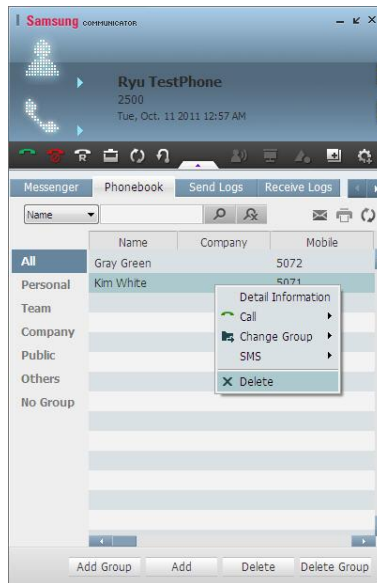 Samsung COMMUNICATOR
Ryu TestPhone
2500
Tue, Oct. 11 2011 12:57 AM
Messenger Phonebook Send Logs Receive Logs
Name
Name Company Mobile
All
Gray Green 5072
Personal
Kim White 5071
Team
Company
Public
Others
No Group
Detail Information
Call
Change Group
SMS
Delete
Add Group Add Delete Delete Group